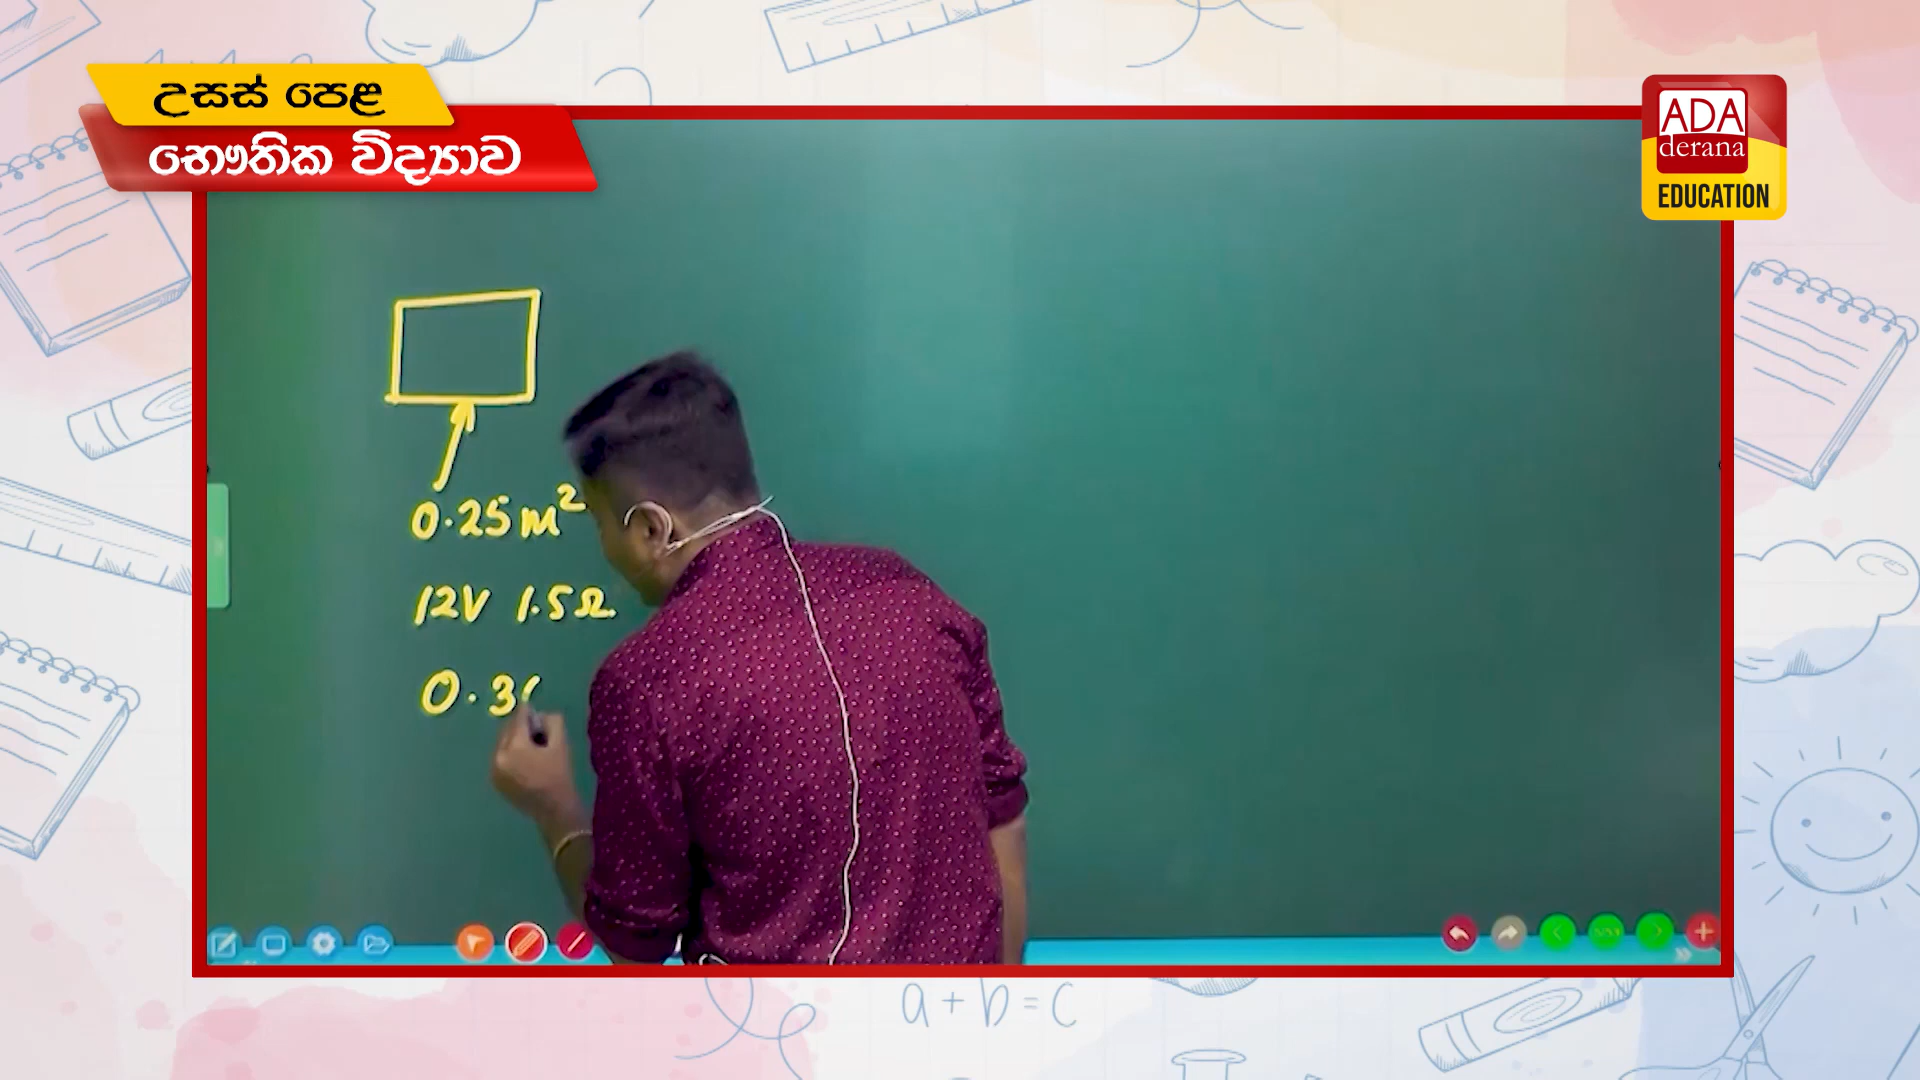 උසස් පෙළ
භෞතික විද්‍යාව
ADA
derana
EDUCATION
0.25 m²
12V 1.5Ω
0.3
a + b = c